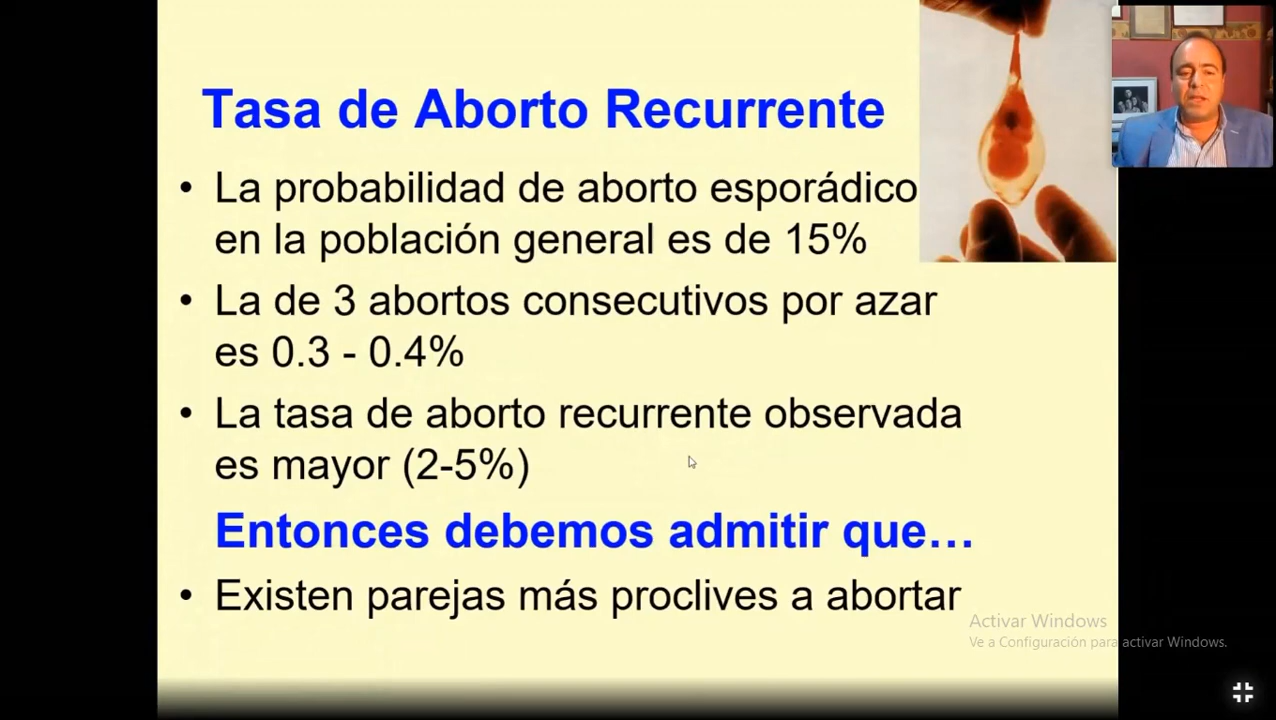 Tasa de Aborto Recurrente
• La probabilidad de aborto esporádico
en la población general es de 15%
• La de 3 abortos consecutivos por azar
es 0.3 - 0.4%
• La tasa de aborto recurrente observada
es mayor (2-5%)
Entonces debemos admitir que…
• Existen parejas más proclives a abortar
Activar Windows
Ve a Configuración para activar Windows.